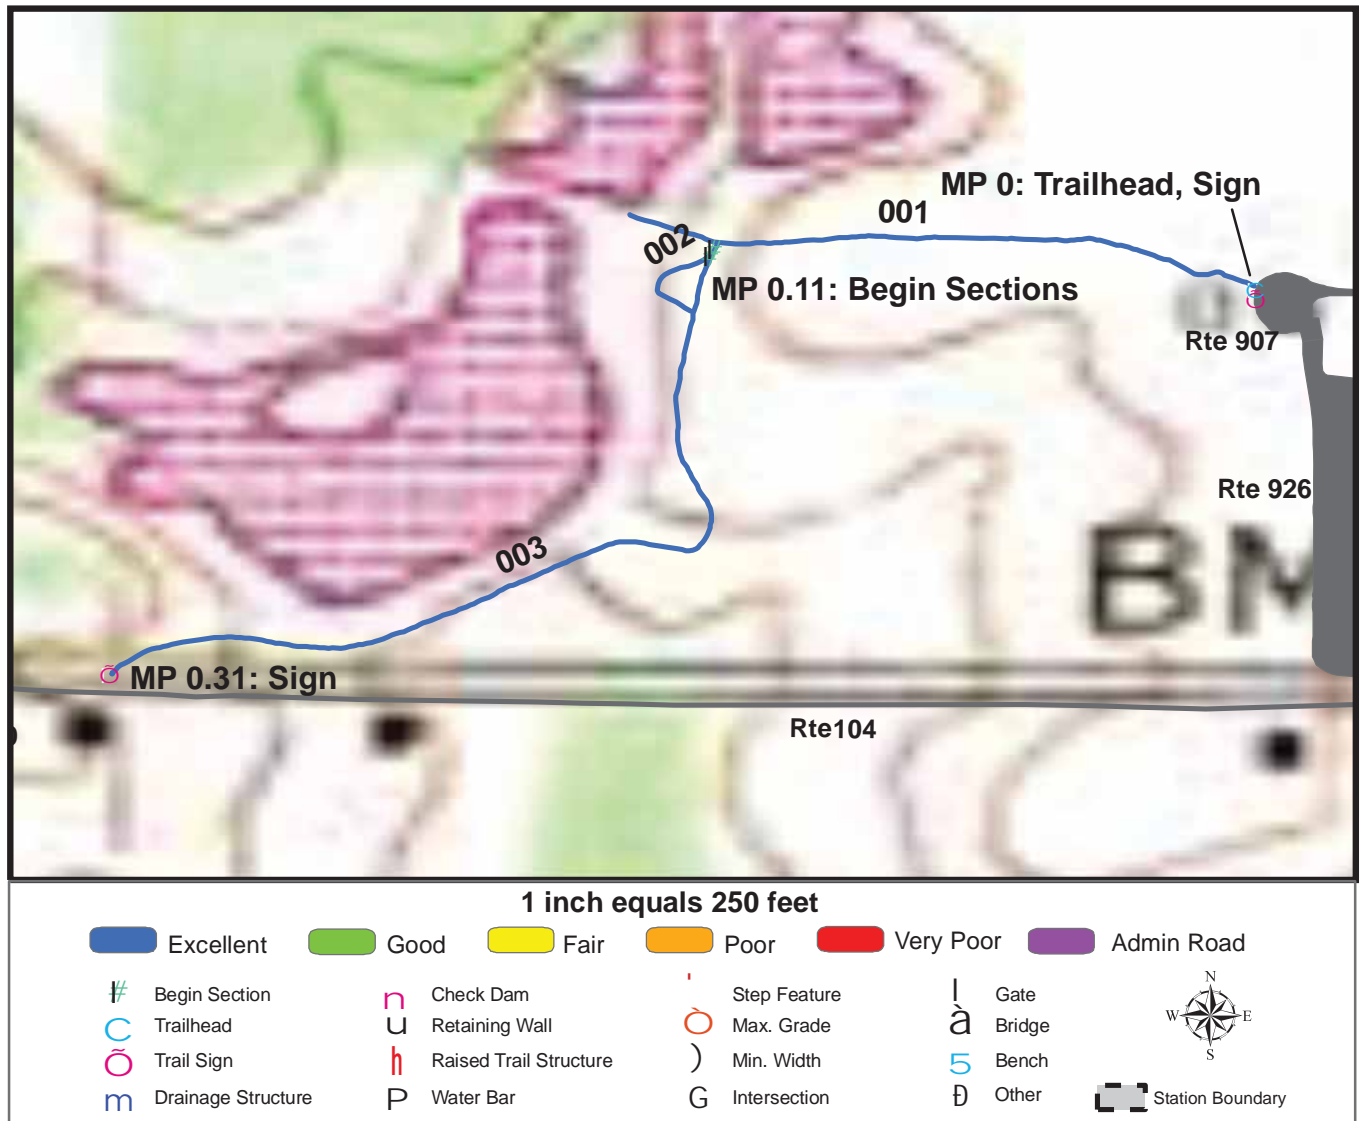 MP 0: Trailhead, Sign
001
002
MP 0.11: Begin Sections
Rte 907
Rte 926
BM
003
MP 0.31: Sign
Rte104
1 inch equals 250 feet
Excellent
Good
Fair
Poor
Very Poor
Admin Road
# Begin Section
n Check Dam
' Step Feature
I Gate
C Trailhead
u Retaining Wall
Ò Max. Grade
à Bridge
Õ Trail Sign
h Raised Trail Structure
) Min. Width
5 Bench
m Drainage Structure
P Water Bar
G Intersection
Ð Other
N
W E
S
Station Boundary